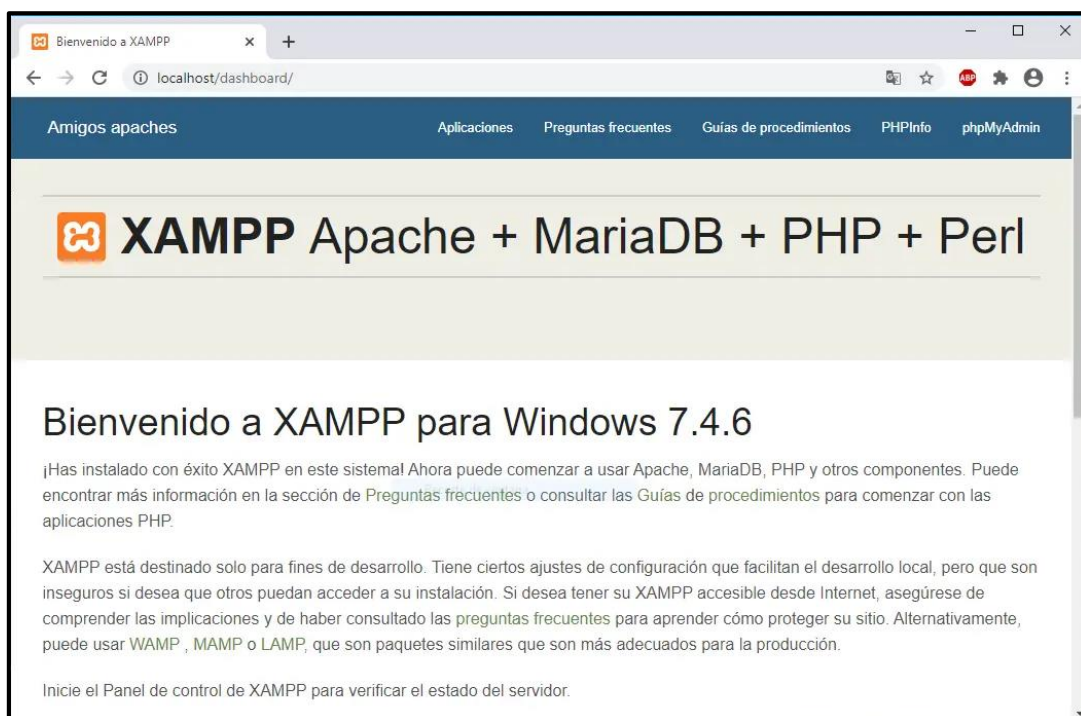 Bienvenido a XAMPP
localhost/dashboard/
ABP
Amigos apaches Aplicaciones Preguntas frecuentes Guías de procedimientos PHPInfo phpMyAdmin
XAMPP Apache + MariaDB + PHP + Perl
Bienvenido a XAMPP para Windows 7.4.6
¡Has instalado con éxito XAMPP en este sistema! Ahora puede comenzar a usar Apache, MariaDB, PHP y otros componentes. Puede
encontrar más información en la sección de Preguntas frecuentes o consultar las Guías de procedimientos para comenzar con las
aplicaciones PHP.
XAMPP está destinado solo para fines de desarrollo. Tiene ciertos ajustes de configuración que facilitan el desarrollo local, pero que son
inseguros si desea que otros puedan acceder a su instalación. Si desea tener su XAMPP accesible desde Internet, asegúrese de
comprender las implicaciones y de haber consultado las preguntas frecuentes para aprender cómo proteger su sitio. Alternativamente,
puede usar WAMP , MAMP o LAMP, que son paquetes similares que son más adecuados para la producción.
Inicie el Panel de control de XAMPP para verificar el estado del servidor.